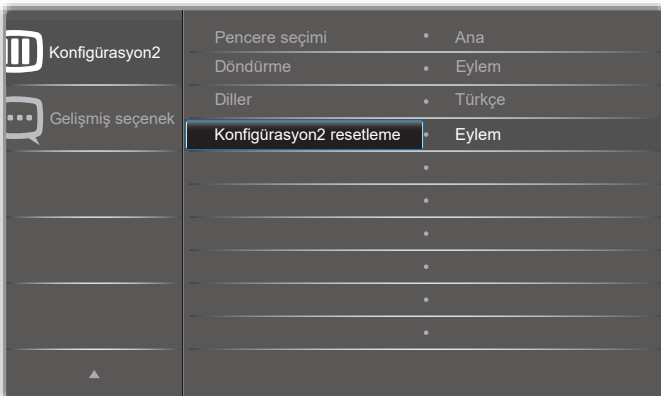 Konfigürasyon2
Gelişmiş seçenek
Pencere seçimi • Ana
Döndürme • Eylem
Diller • Türkçe
Konfigürasyon2 resetleme • Eylem